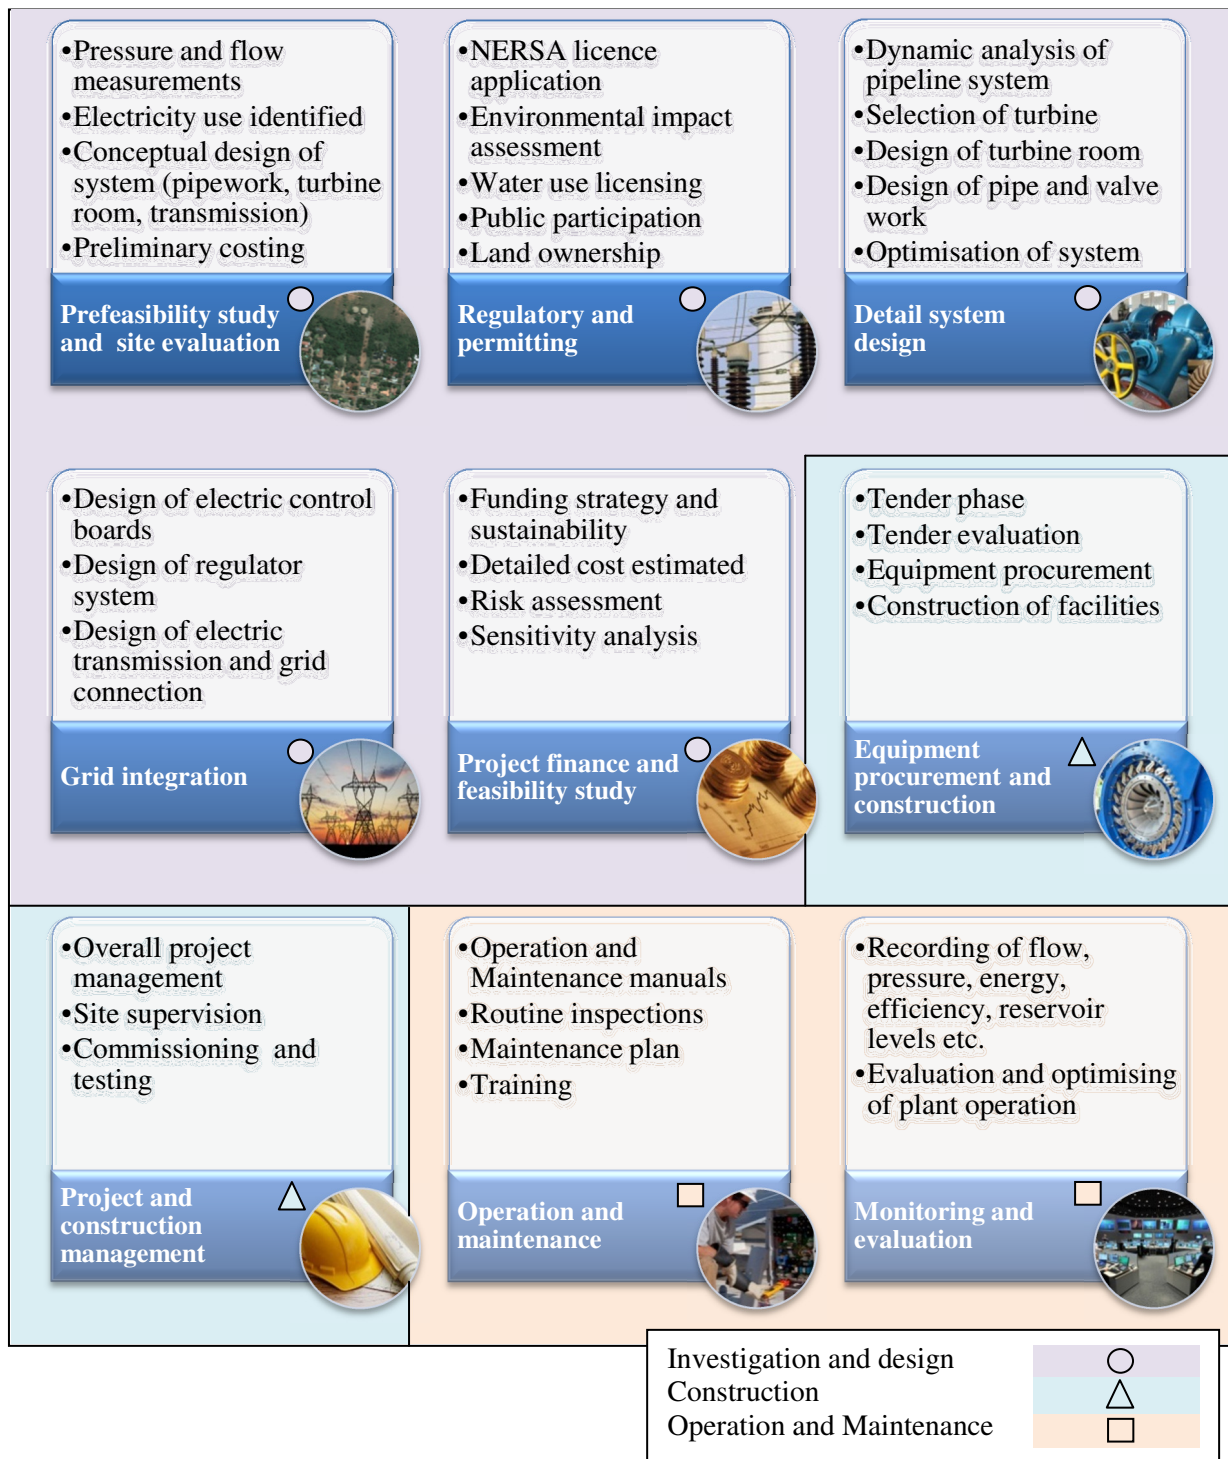 •Pressure and flow
measurements
•Electricity use identified
•Conceptual design of
system (pipework, turbine
room, transmission)
•Preliminary costing
Prefeasibility study
and site evaluation
•NERSA licence
application
•Environmental impact
assessment
•Water use licensing
•Public participation
•Land ownership
Regulatory and
permitting
•Dynamic analysis of
pipeline system
•Selection of turbine
•Design of turbine room
•Design of pipe and valve
work
•Optimisation of system
Detail system
design
•Design of electric control
boards
•Design of regulator
system
•Design of electric
transmission and grid
connection
Grid integration
•Funding strategy and
sustainability
•Detailed cost estimated
•Risk assessment
•Sensitivity analysis
Project finance and
feasibility study
•Tender phase
•Tender evaluation
•Equipment procurement
•Construction of facilities
Equipment
procurement and
construction
•Overall project
management
•Site supervision
•Commissioning and
testing
Project and
construction
management
•Operation and
Maintenance manuals
•Routine inspections
•Maintenance plan
•Training
Operation and
maintenance
•Recording of flow,
pressure, energy,
efficiency, reservoir
levels etc.
•Evaluation and optimising
of plant operation
Monitoring and
evaluation
Investigation and design
Construction
Operation and Maintenance